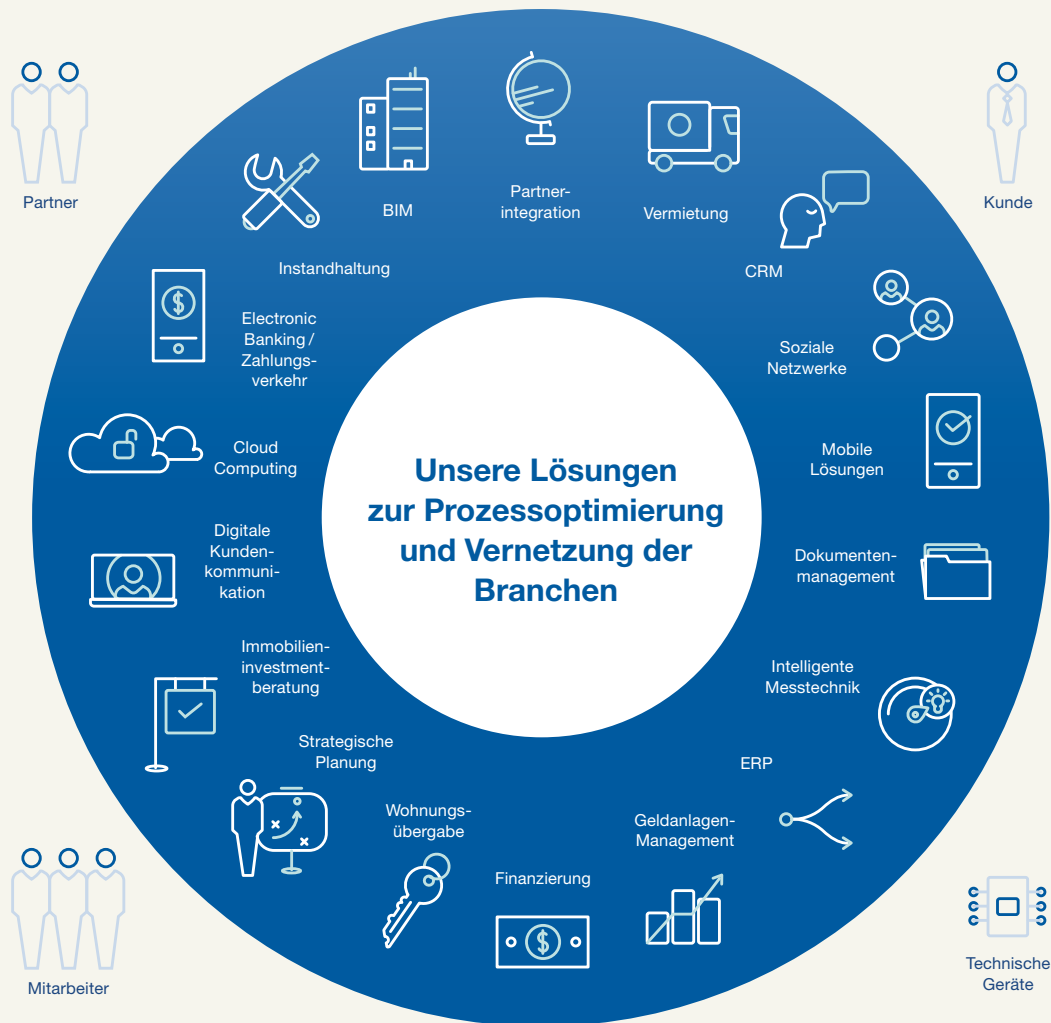 Partner
Kunde
BIM
Partner-
integration
Vermietung
CRM
Instandhaltung
Soziale
Netzwerke
Electronic
Banking /
Zahlungs-
verkehr
Mobile
Lösungen
Cloud
Computing
Unsere Lösungen
zur Prozessoptimierung
und Vernetzung der
Branchen
Digitale
Kunden-
kommuni-
kation
Dokumenten-
management
Immobilien-
investment-
beratung
Intelligente
Messtechnik
Strategische
Planung
ERP
Wohnungs-
übergabe
Geldanlagen-
Management
Finanzierung
Mitarbeiter
Technische
Geräte